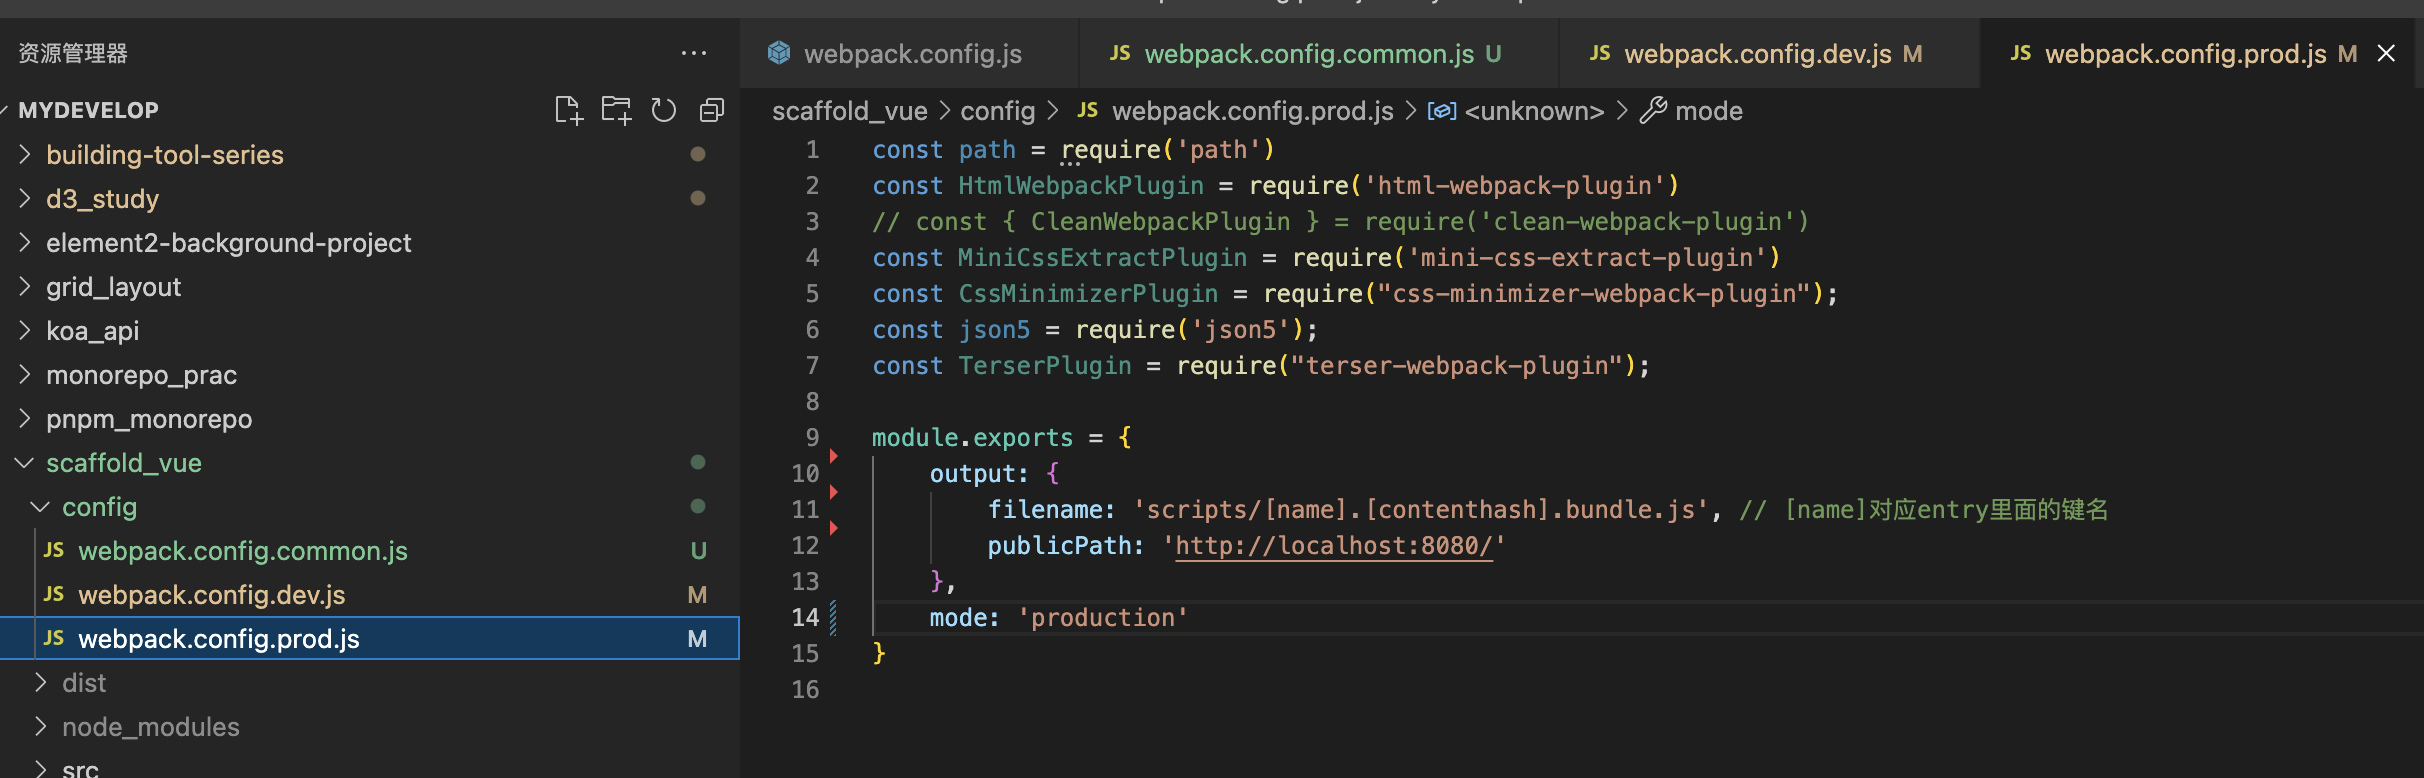 资源管理器
MYDEVELOP
building-tool-series
d3_study
element2-background-project
grid_layout
koa_api
monorepo_prac
pnpm_monorepo
scaffold_vue
config
JS webpack.config.common.js U
JS webpack.config.dev.js M
JS webpack.config.prod.js M
dist
node_modules
src
webpack.config.js
JS webpack.config.common.js U
JS webpack.config.dev.js M
JS webpack.config.prod.js M
scaffold_vue > config > JS webpack.config.prod.js > <unknown> > mode
1 const path = require('path')
2 const HtmlWebpackPlugin = require('html-webpack-plugin')
3 // const { CleanWebpackPlugin } = require('clean-webpack-plugin')
4 const MiniCssExtractPlugin = require('mini-css-extract-plugin')
5 const CssMinimizerPlugin = require("css-minimizer-webpack-plugin");
6 const json5 = require('json5');
7 const TerserPlugin = require("terser-webpack-plugin");
8
9 module.exports = {
10 output: {
11 filename: 'scripts/[name].[contenthash].bundle.js', // [name]对应entry里面的键名
12 publicPath: 'http://localhost:8080/'
13 },
14 mode: 'production'
15 }
16